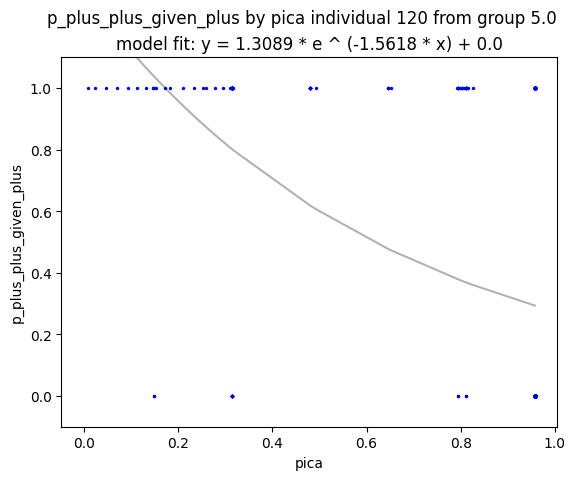 p_plus_plus_given_plus by pica individual 120 from group 5.0
model fit: y = 1.3089 * e ^ (-1.5618 * x) + 0.0
1.0
0.8
0.6
0.4
0.2
0.0
p_plus_plus_given_plus
0.0 0.2 0.4 0.6 0.8 1.0
pica